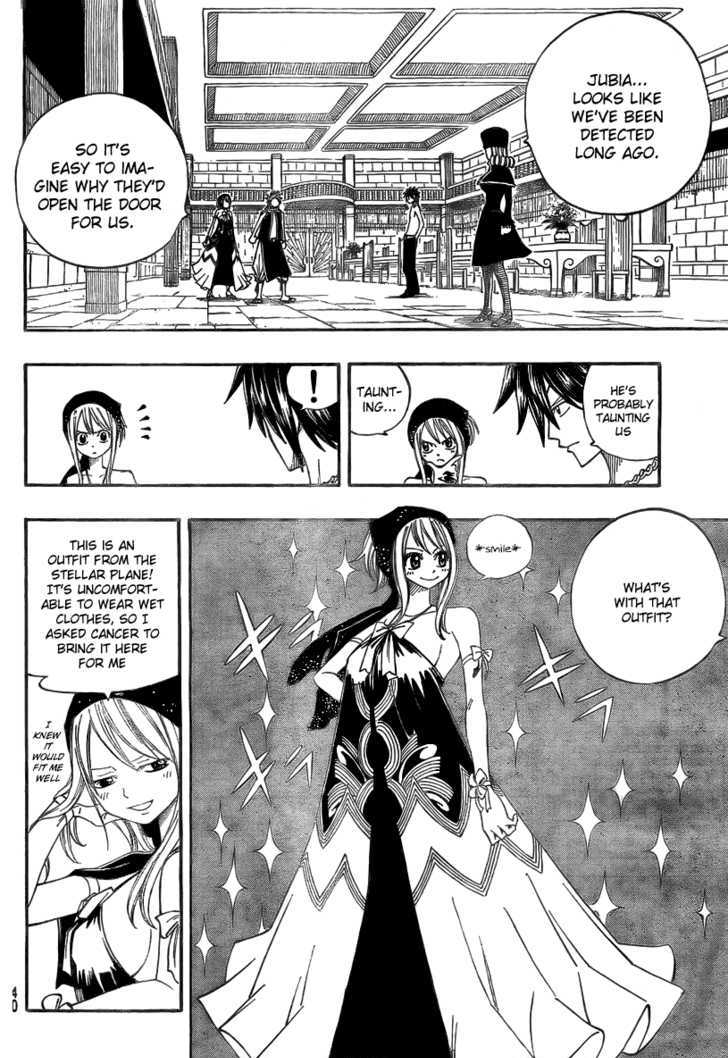 JUBIA...
LOOKS LIKE
WE'VE BEEN
DETECTED
LONG AGO.
SO IT'S
EASY TO IMA-
GINE WHY THEY'D
OPEN THE DOOR
FOR US.
HE'S
PROBABLY
TAUNTING
US
TAUNT-
ING...
!
WHAT'S
WITH THAT
OUTFIT?
*smile*
THIS IS AN
OUTFIT FROM THE
STELLAR PLANE!
IT'S UNCOMFORT-
ABLE TO WEAR WET
CLOTHES, SO I
ASKED CANCER TO
BRING IT HERE
FOR ME
I
KNEW
IT
WOULD
FIT ME
WELL
40